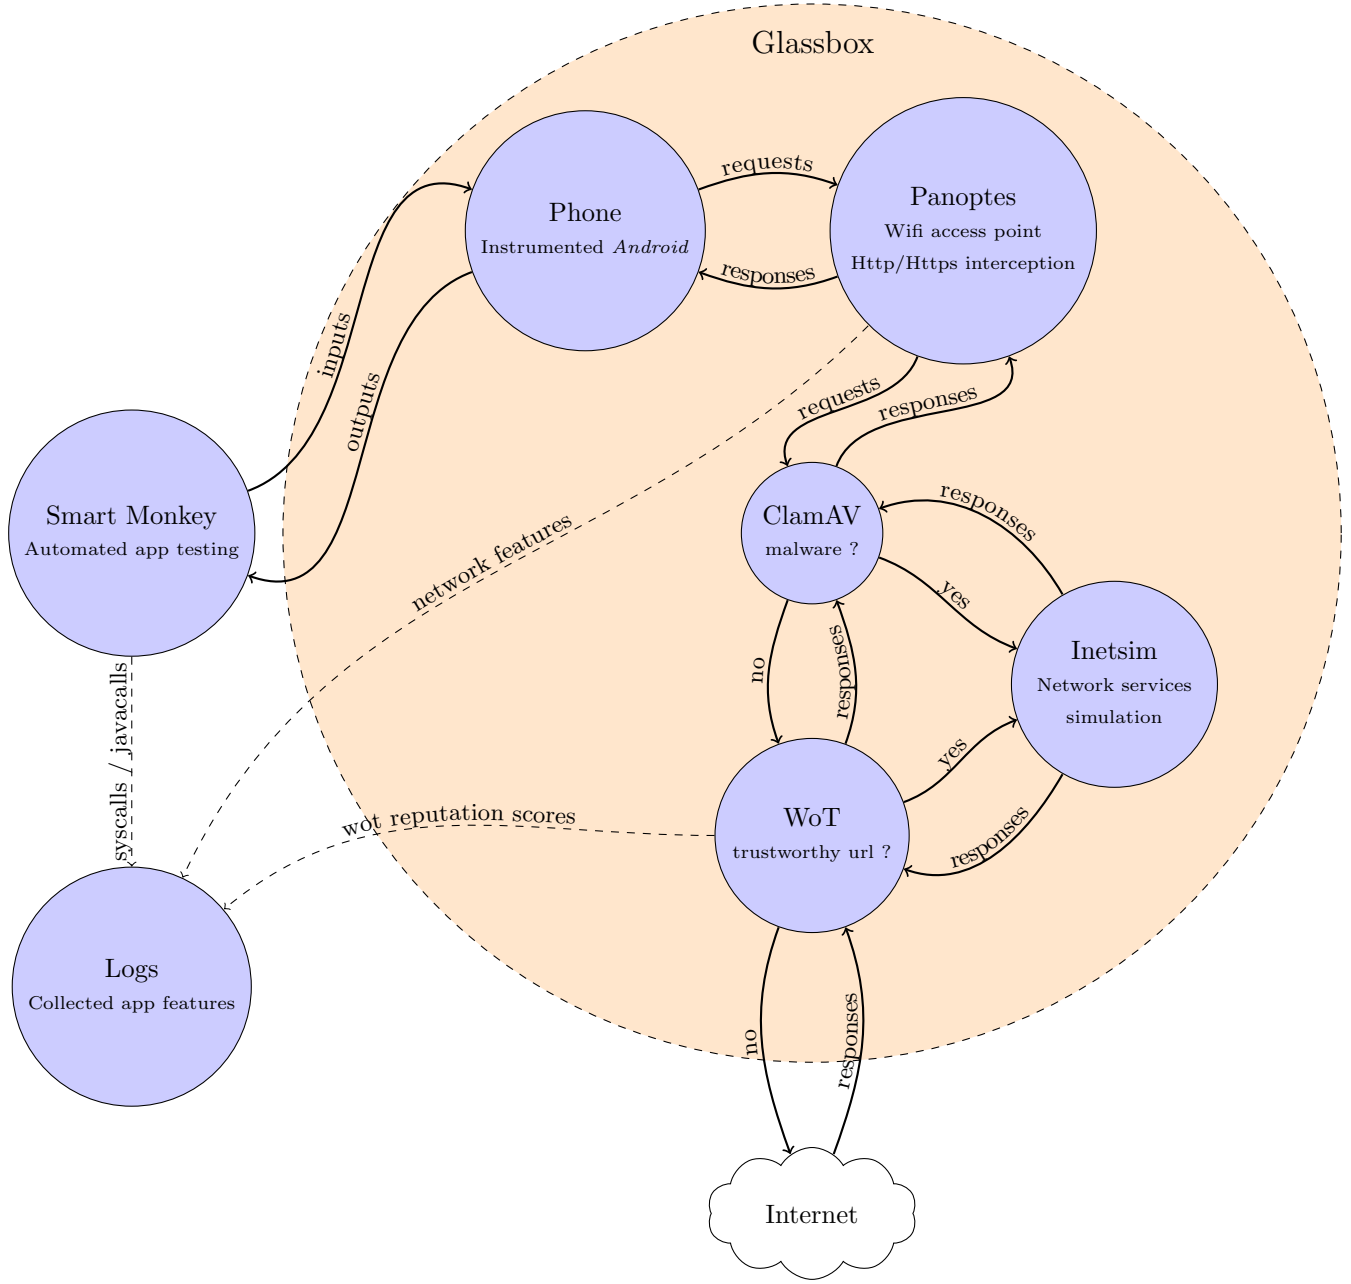 Glassbox
requests
Phone
Instrumented Android
Panoptes
Wifi access point
Http/Https interception
responses
inputs
outputs
requests
responses
Smart Monkey
Automated app testing
network features
ClamAV
malware ?
responses
yes
no
responses
Inetsim
Network services
simulation
syscalls / javacalls
yes
wot reputation scores
WoT
trustworthy url ?
responses
Logs
Collected app features
no
responses
Internet